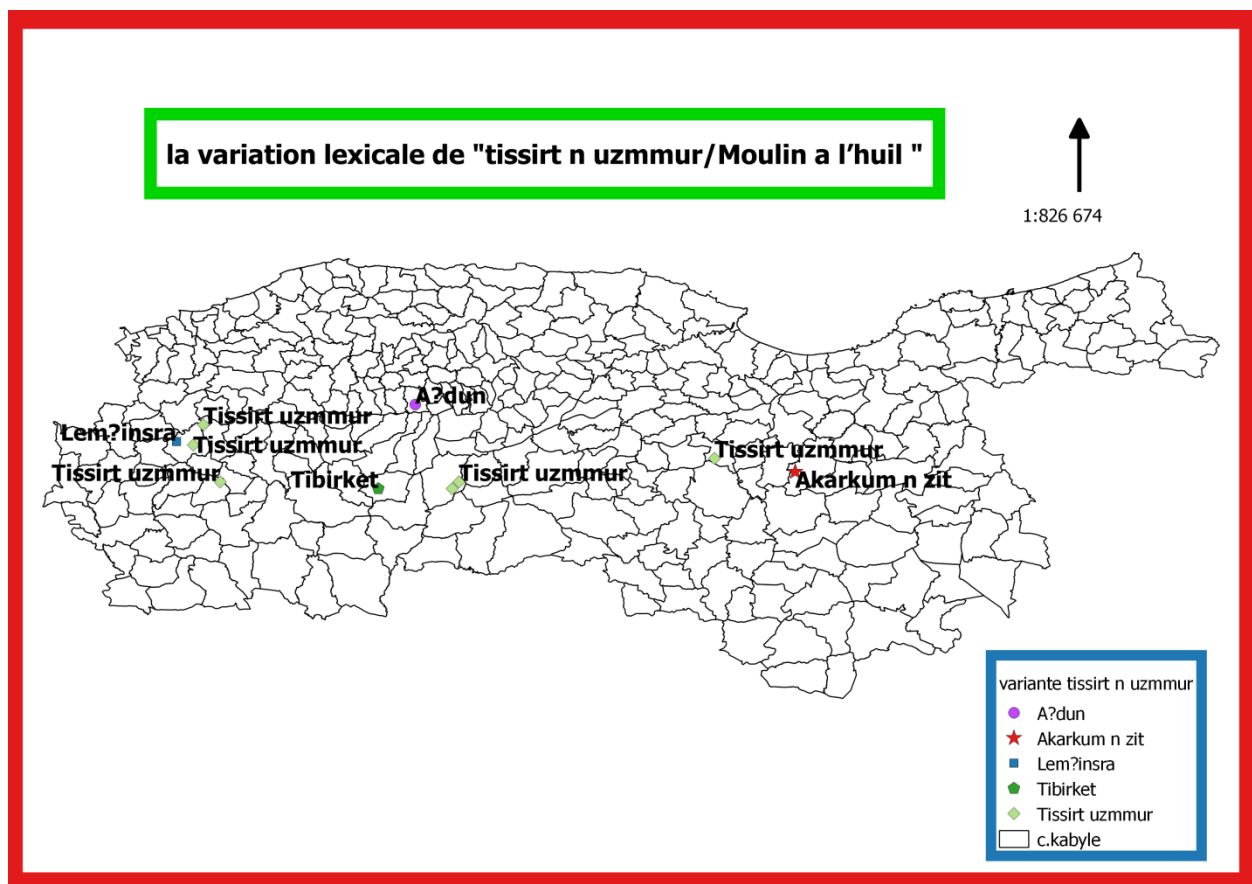 la variation lexicale de "tissirt n uzmmur/Moulin a l'huil "
1:826 674
A?dun
Tissirt uzmmur
Lem?insra
Tissirt uzmmur
Tissirt uzmmur
Tissirt uzmmur
Tibirket
Tissirt uzmmur
Akarkum n zit
variante tissirt n uzmmur
A?dun
Akarkum n zit
Lem?insra
Tibirket
Tissirt uzmmur
c.kabyle